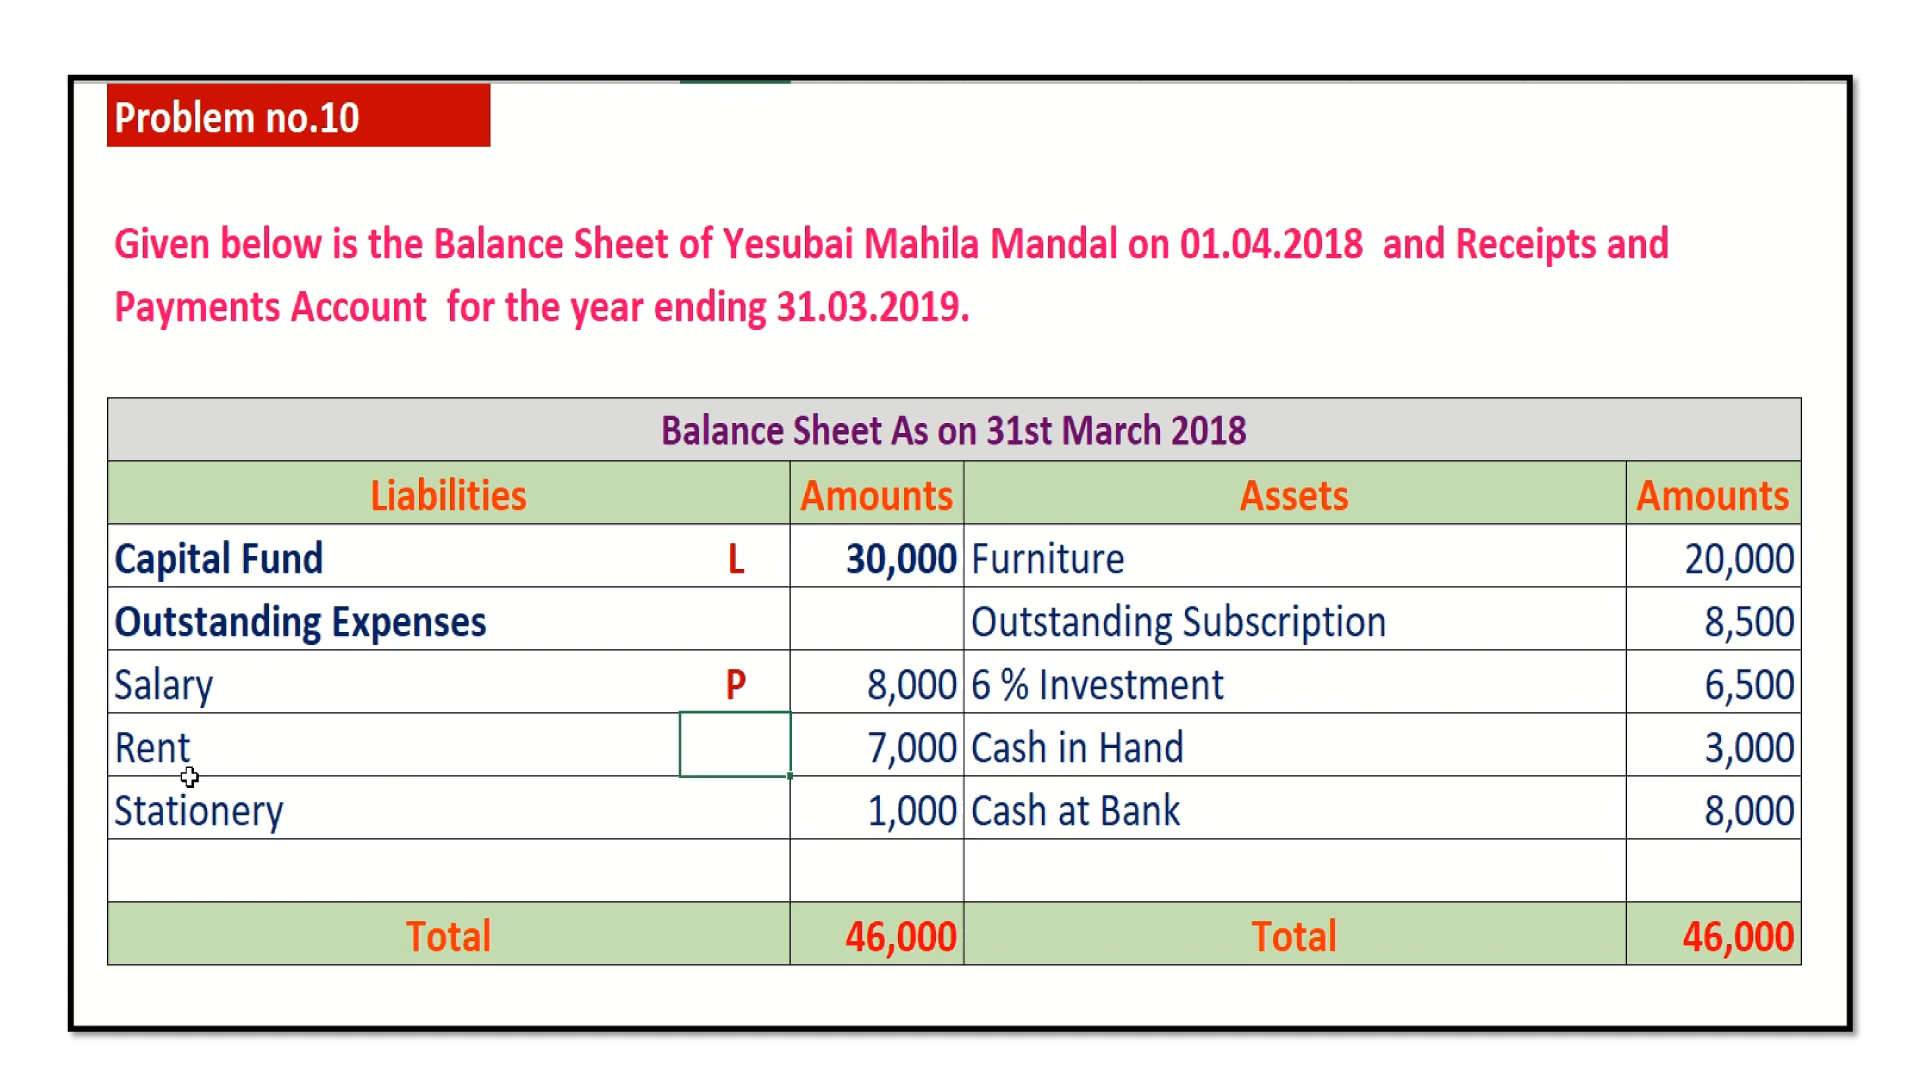 Problem no.10
Given below is the Balance Sheet of Yesubai Mahila Mandal on 01.04.2018 and Receipts and
Payments Account for the year ending 31.03.2019.
Balance Sheet As on 31st March 2018
Liabilities Amounts Assets Amounts
Capital Fund L 30,000 Furniture 20,000
Outstanding Expenses Outstanding Subscription 8,500
Salary P 8,000 6 % Investment 6,500
Rent 7,000 Cash in Hand 3,000
Stationery 1,000 Cash at Bank 8,000
Total 46,000 Total 46,000